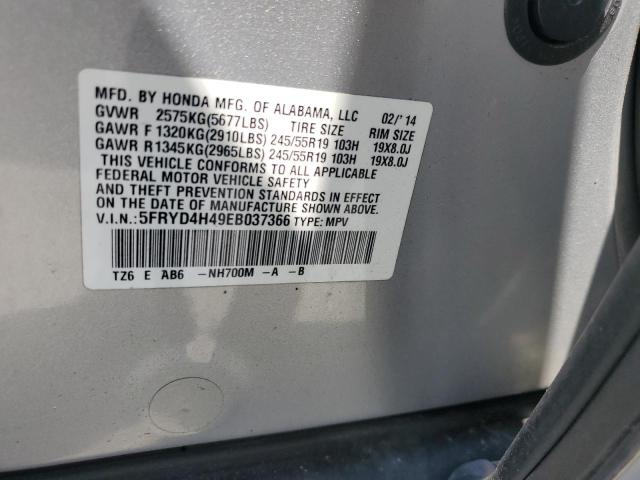 MFD. BY HONDA MFG. OF ALABAMA, LLC 02/'14
GVWR 2575KG(5677LBS) TIRE SIZE RIM SIZE
GAWR F 1320KG(2910LBS) 245/55R19 103H 19X8.0J
GAWR R1345KG(2965LBS) 245/55R19 103H 19X8.0J
THIS VEHICLE CONFORMS TO ALL APPLICABLE
FEDERAL MOTOR VEHICLE SAFETY
AND THEFT PREVENTION STANDARDS IN EFFECT
ON THE DATE OF MANUFACTURE SHOWN ABOVE.
V.I.N.:5FRYD4H49EB037366 TYPE: MPV
TZ6 E AB6 -NH700M -A -B